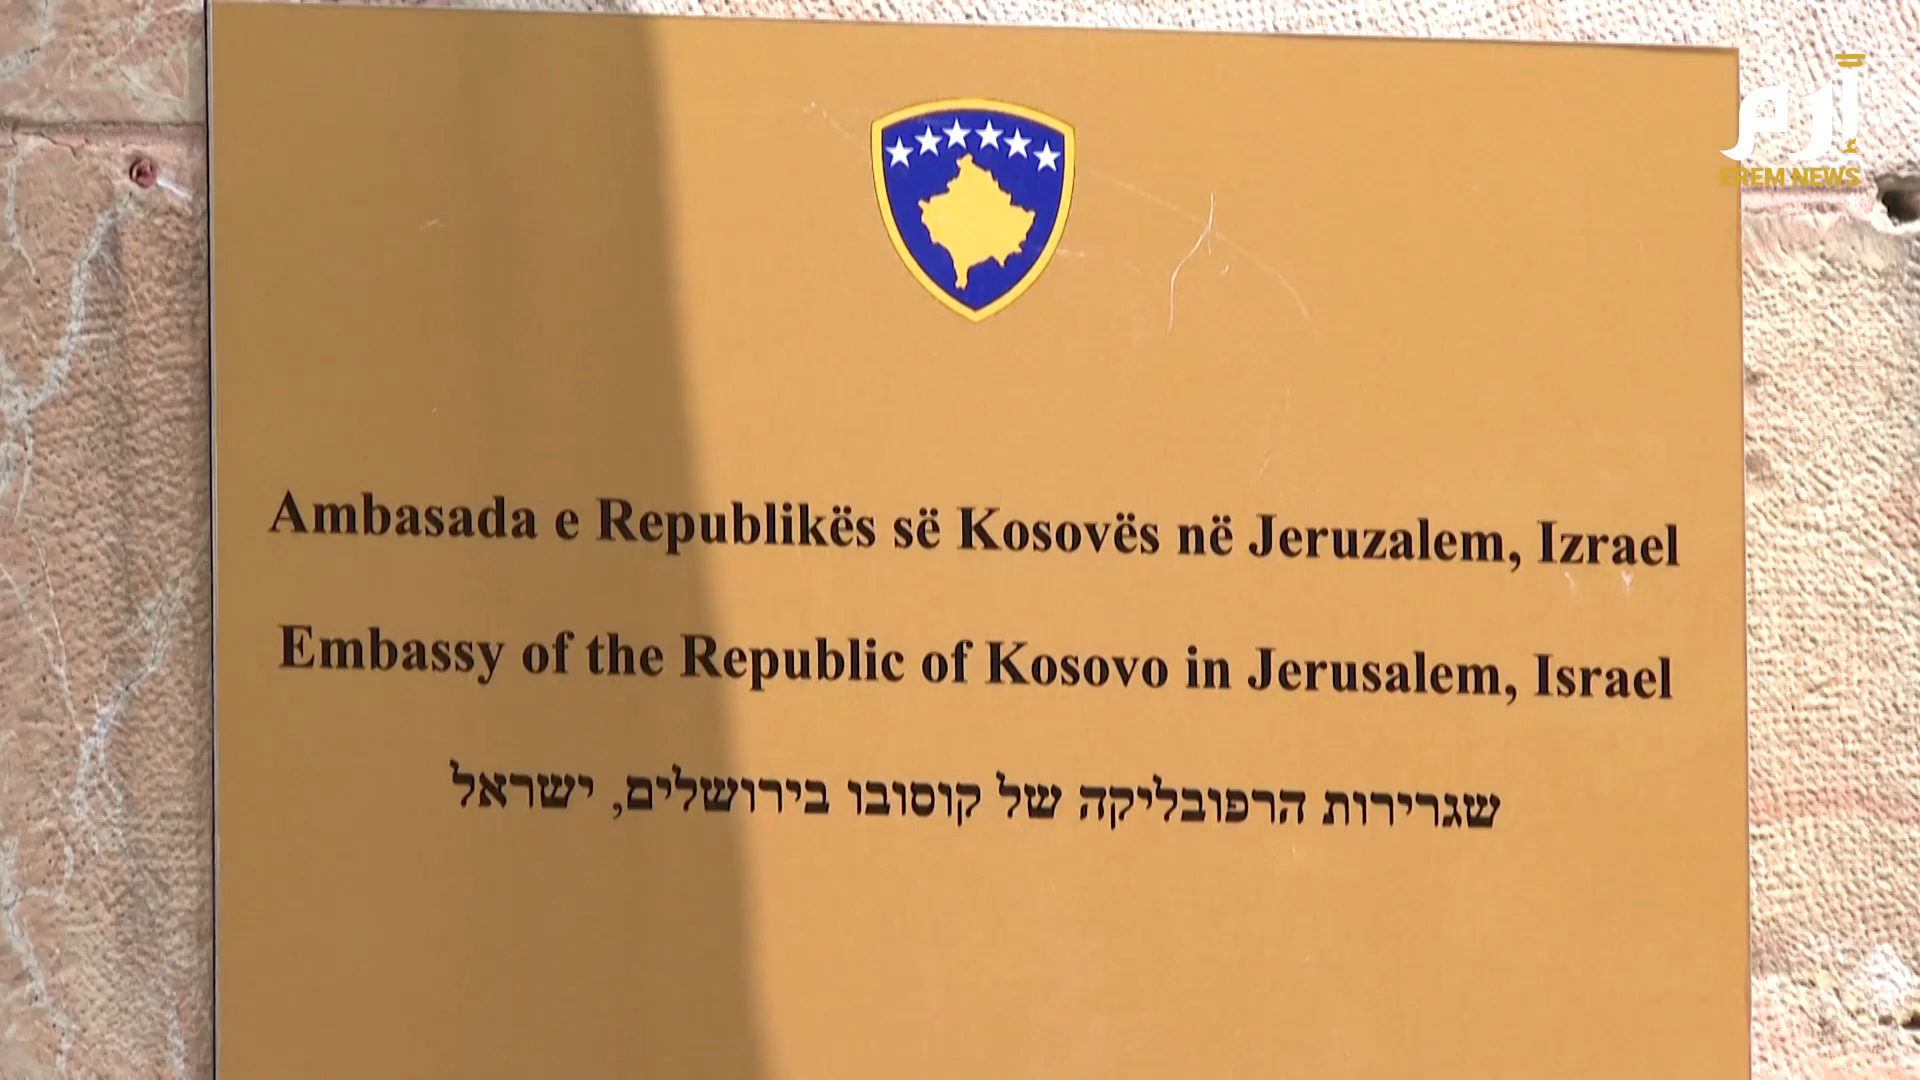 إرم
EREM NEWS
Ambasada e Republikës së Kosovës në Jeruzalem, Izrael
Embassy of the Republic of Kosovo in Jerusalem, Israel
שגרירות הרפובליקה של קוסובו בירושלים, ישראל